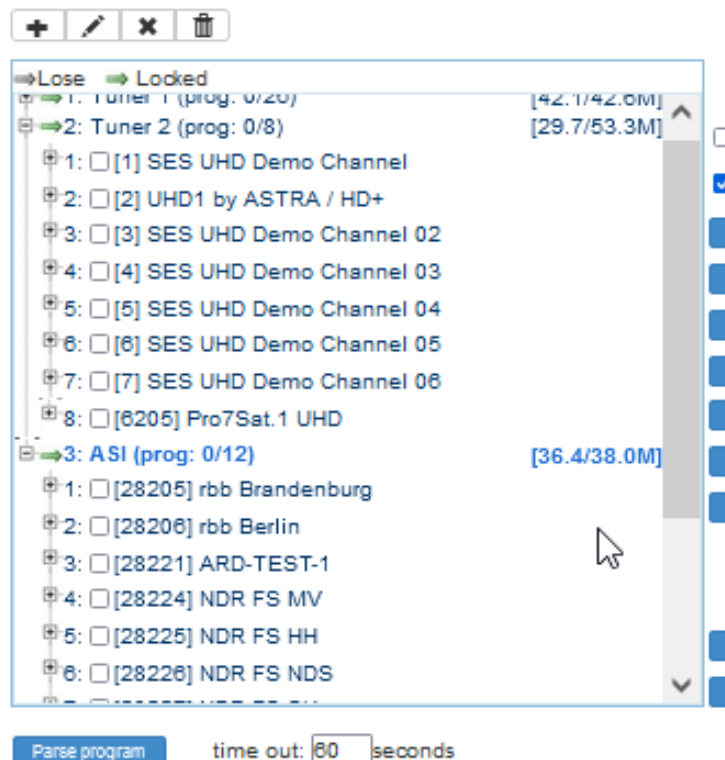 Lose Locked
1: Tuner 1 (prog: 0/20) [42.1/42.6M]
2: Tuner 2 (prog: 0/8) [29.7/53.3M]
1: [1] SES UHD Demo Channel
2: [2] UHD1 by ASTRA / HD+
3: [3] SES UHD Demo Channel 02
4: [4] SES UHD Demo Channel 03
5: [5] SES UHD Demo Channel 04
6: [6] SES UHD Demo Channel 05
7: [7] SES UHD Demo Channel 06
8: [6205] Pro7Sat.1 UHD
3: ASI (prog: 0/12) [36.4/38.0M]
1: [28205] rbb Brandenburg
2: [28206] rbb Berlin
3: [28221] ARD-TEST-1
4: [28224] NDR FS MV
5: [28225] NDR FS HH
6: [28226] NDR FS NDS
Parse program time out: 60 seconds